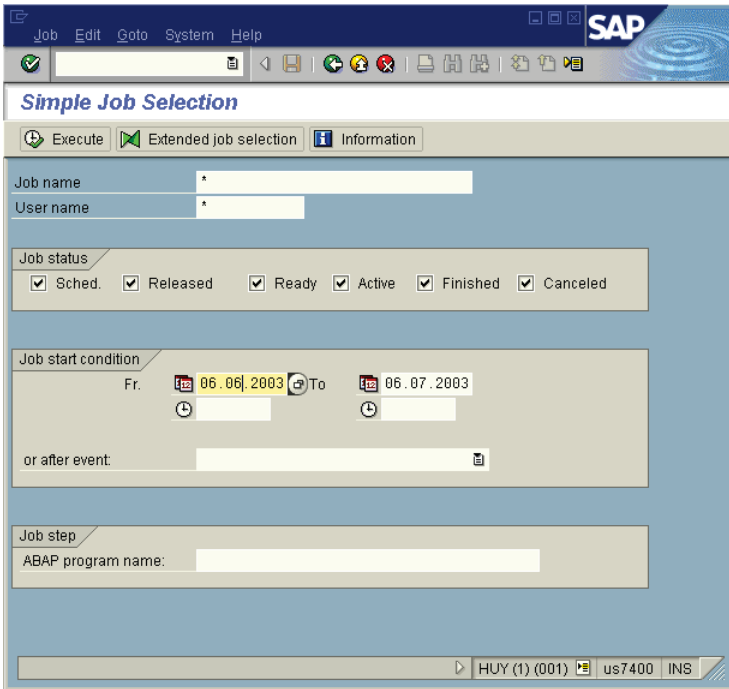 Job Edit Goto System Help
SAP
Simple Job Selection
Execute Extended job selection Information
Job name *
User name *
Job status
Sched. Released Ready Active Finished Canceled
Job start condition
Fr. 06.06.2003 To 06.07.2003
or after event:
Job step
ABAP program name:
HUY (1) (001) us7400 INS